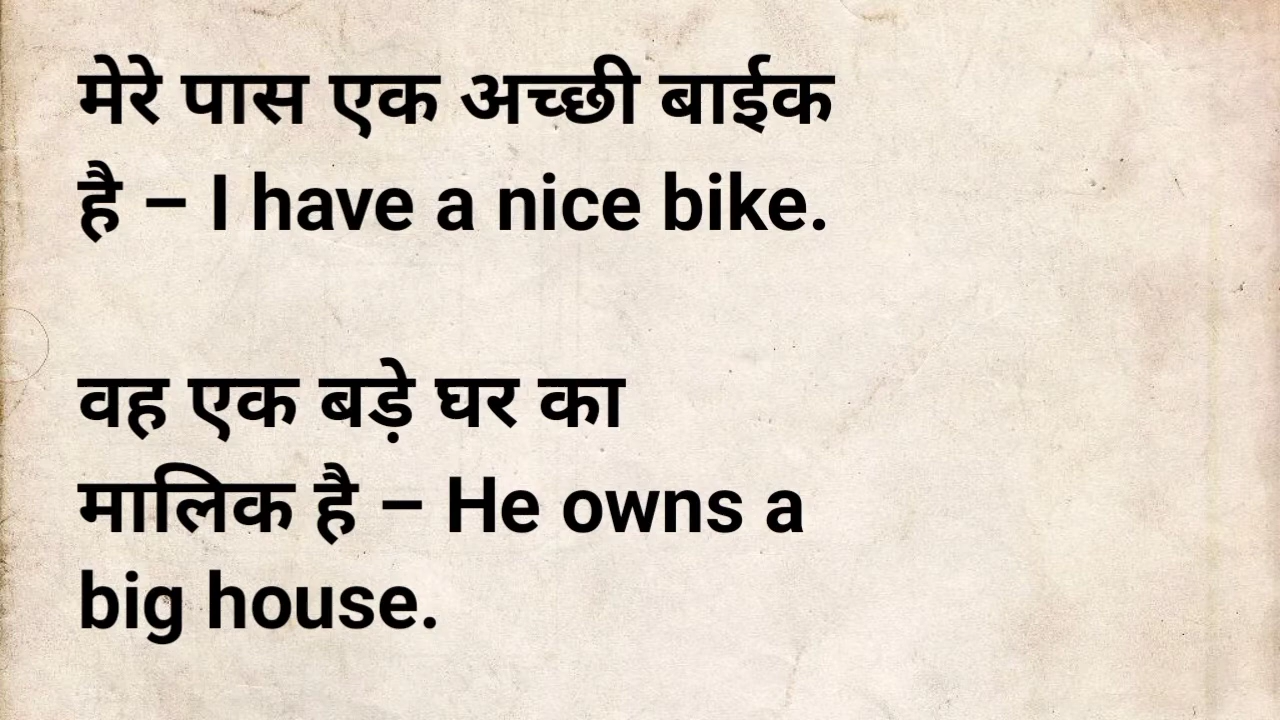 मेरे पास एक अच्छी बाईक
है – I have a nice bike.
वह एक बड़े घर का
मालिक है – He owns a
big house.